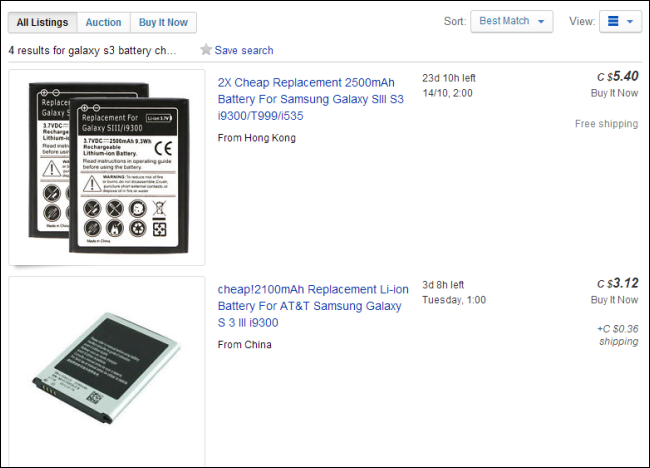 All Listings Auction Buy It Now Sort: Best Match View:
4 results for galaxy s3 battery ch... Save search
Replacement For
Galaxy SIII/i9300
Li-ion 3.7V
3.7VDC 2500mAh 9.3Wh
Rechargeable
Lithium-ion Battery.
Read instructions in operating guide
before using the battery.
WARNING:
Made in China
2X Cheap Replacement 2500mAh
Battery For Samsung Galaxy SIII S3
i9300/T999/i535
From Hong Kong
23d 10h left
14/10, 2:00
C $5.40
Buy It Now
Free shipping
cheap!2100mAh Replacement Li-ion
Battery For AT&T Samsung Galaxy
S 3 III i9300
From China
3d 8h left
Tuesday, 1:00
C $3.12
Buy It Now
+C $0.36
shipping